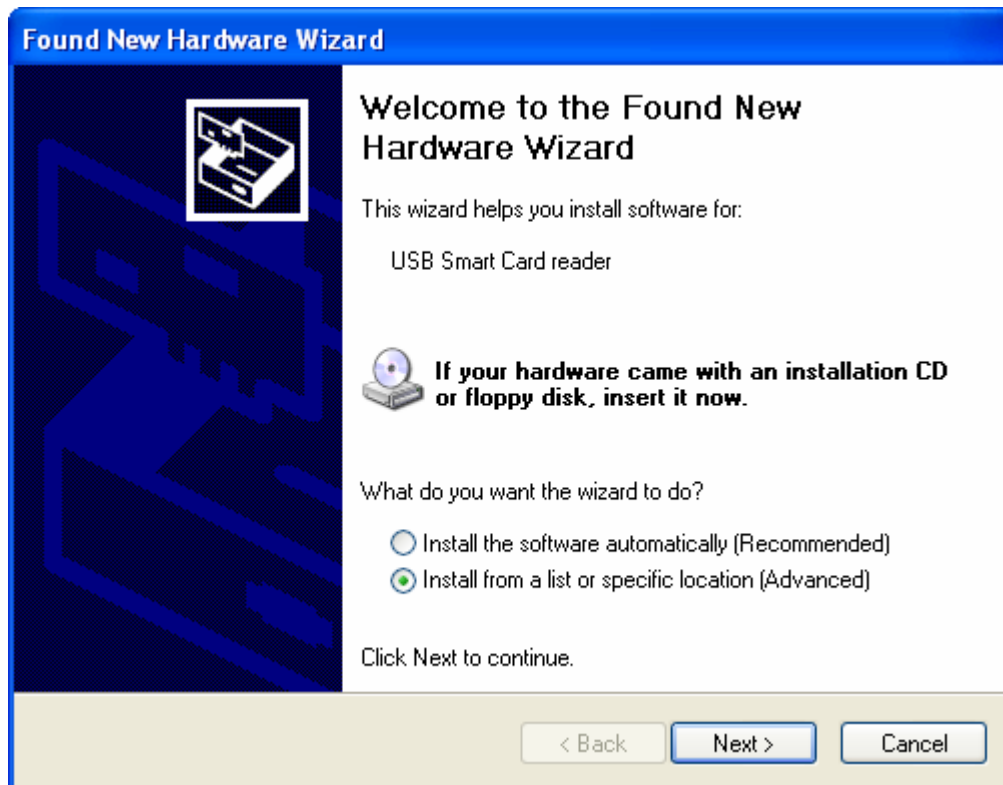 Found New Hardware Wizard
Welcome to the Found New
Hardware Wizard
This wizard helps you install software for:
USB Smart Card reader
If your hardware came with an installation CD
or floppy disk, insert it now.
What do you want the wizard to do?
Install the software automatically (Recommended)
Install from a list or specific location (Advanced)
Click Next to continue.
< Back Next > Cancel